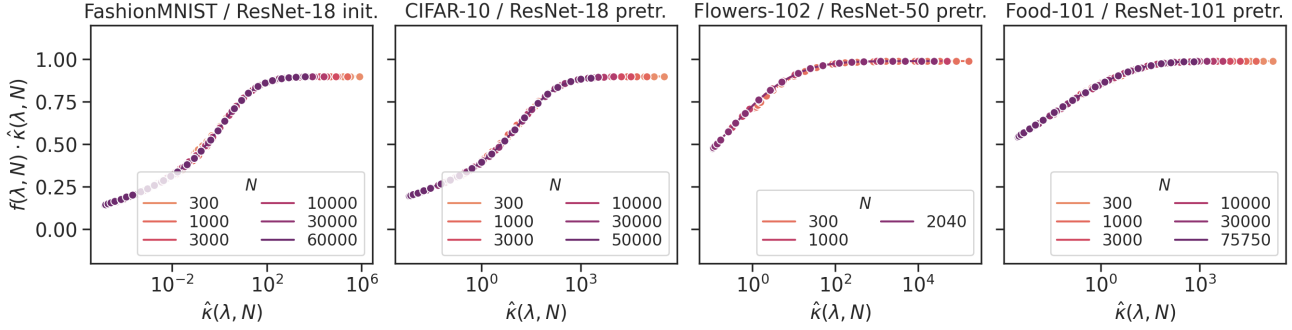 FashionMNIST / ResNet-18 init.
CIFAR-10 / ResNet-18 pretr.
Flowers-102 / ResNet-50 pretr.
Food-101 / ResNet-101 pretr.
f(λ, N) · κ̂(λ, N)
1.00
0.75
0.50
0.25
0.00
N
300
1000
3000
10000
30000
60000
10⁻²
10²
10⁶
κ̂(λ, N)
N
300
1000
3000
10000
30000
50000
10⁰
10³
κ̂(λ, N)
N
300
1000
2040
10⁰
10²
10⁴
κ̂(λ, N)
N
300
1000
3000
10000
30000
75750
10⁰
10³
κ̂(λ, N)